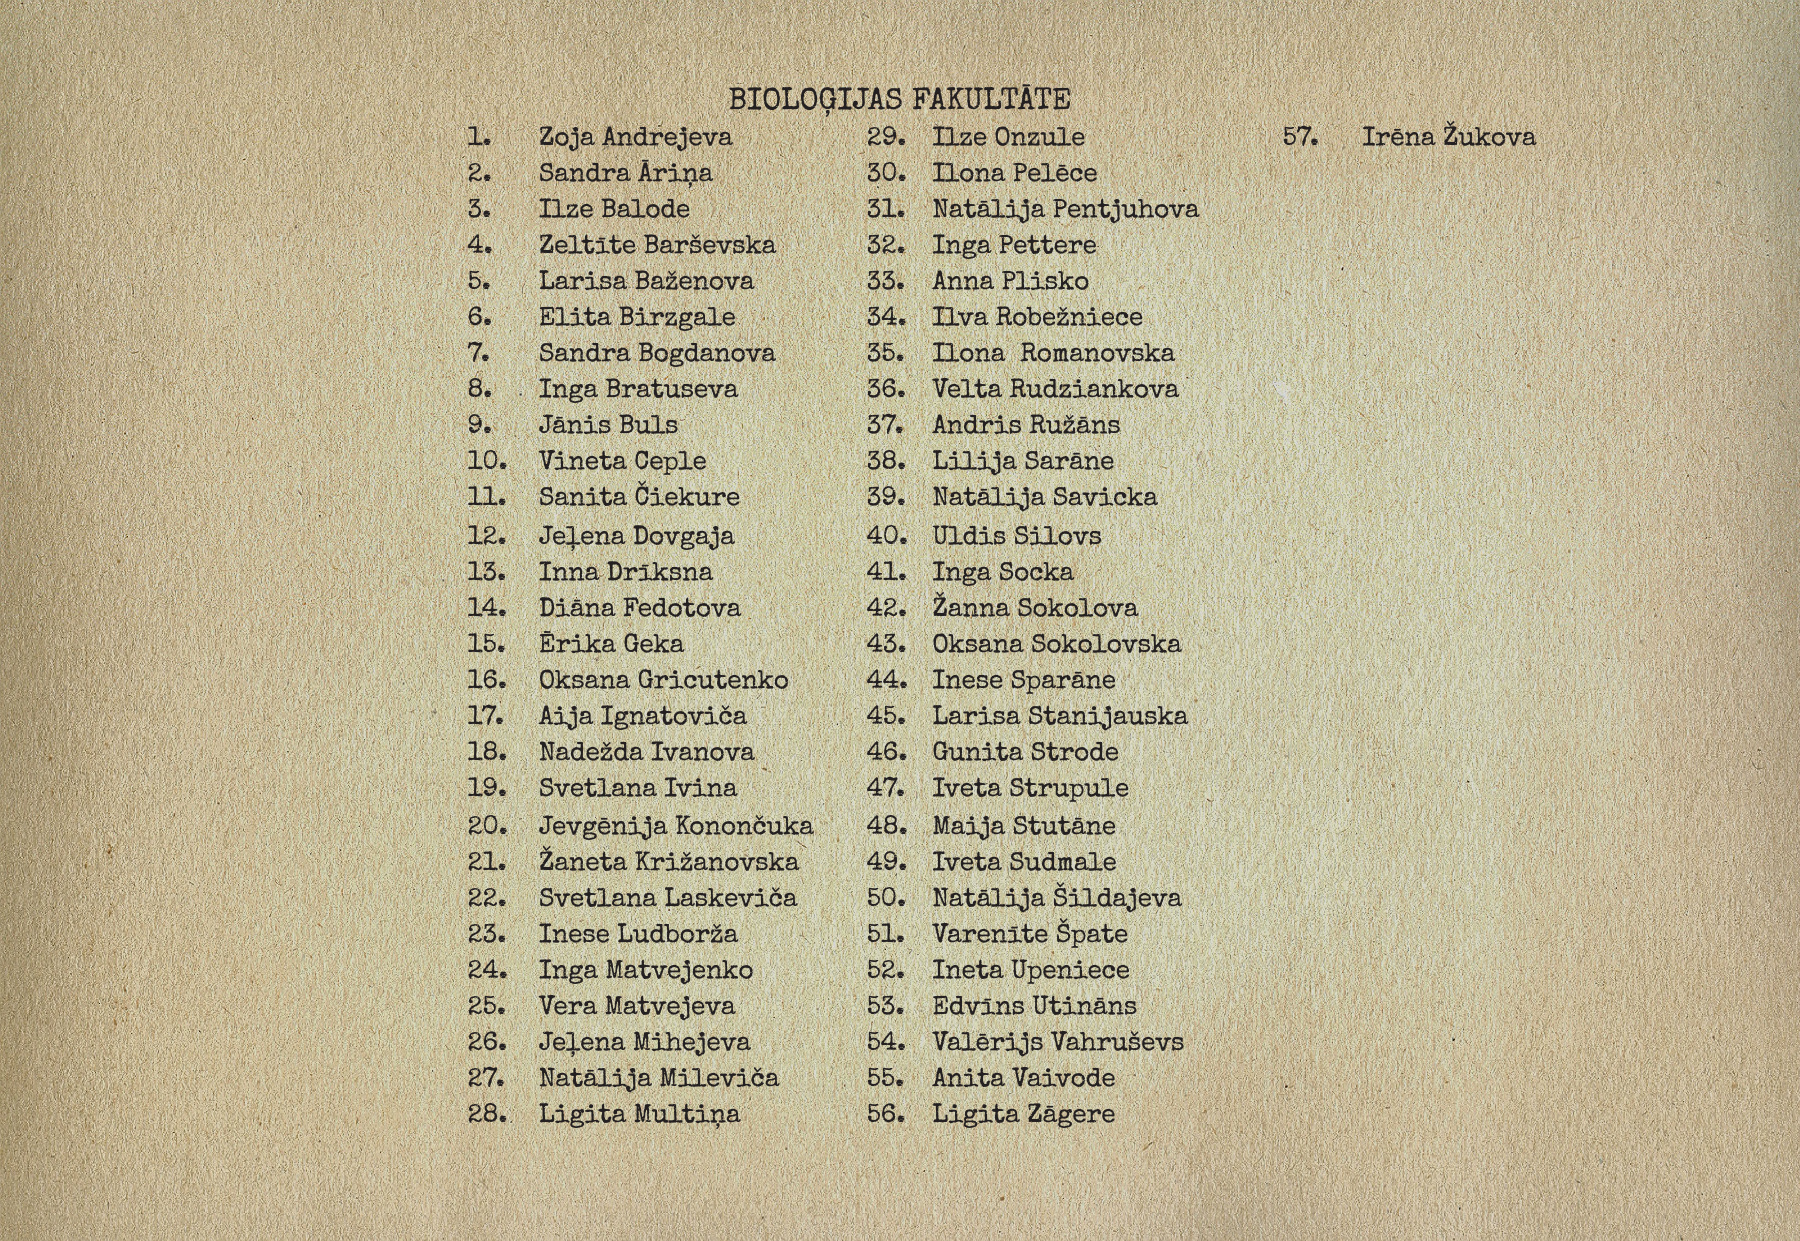 BIOLOĢIJAS FAKULTĀTE
1. Zoja Andrejeva
2. Sandra Āriņa
3. Ilze Balode
4. Zeltīte Barševska
5. Larisa Baženova
6. Elita Birzgale
7. Sandra Bogdanova
8. Inga Bratuseva
9. Jānis Buls
10. Vineta Ceple
11. Sanita Čiekure
12. Jeļena Dovgaja
13. Inna Drīksna
14. Diāna Fedotova
15. Ērika Geka
16. Oksana Gricutenko
17. Aija Ignatoviča
18. Nadežda Ivanova
19. Svetlana Ivina
20. Jevgēnija Konončuka
21. Žaneta Križanovska
22. Svetlana Laskeviča
23. Inese Ludborža
24. Inga Matvejenko
25. Vera Matvejeva
26. Jeļena Mihejeva
27. Natālija Mileviča
28. Ligita Multiņa
29. Ilze Onzule
30. Ilona Pelēce
31. Natālija Pentjuhova
32. Inga Pettere
33. Anna Plisko
34. Ilva Robežniece
35. Ilona Romanovska
36. Velta Rudziankova
37. Andris Ružāns
38. Lilija Sarāne
39. Natālija Savicka
40. Uldis Silovs
41. Inga Socka
42. Žanna Sokolova
43. Oksana Sokolovska
44. Inese Sparāne
45. Larisa Stanijauska
46. Gunita Strode
47. Iveta Strupule
48. Maija Stutāne
49. Iveta Sudmale
50. Natālija Šildajeva
51. Varenīte Špate
52. Ineta Upeniece
53. Edvīns Utināns
54. Valērijs Vahruševs
55. Anita Vaivode
56. Ligita Zāgere
57. Irēna Žukova